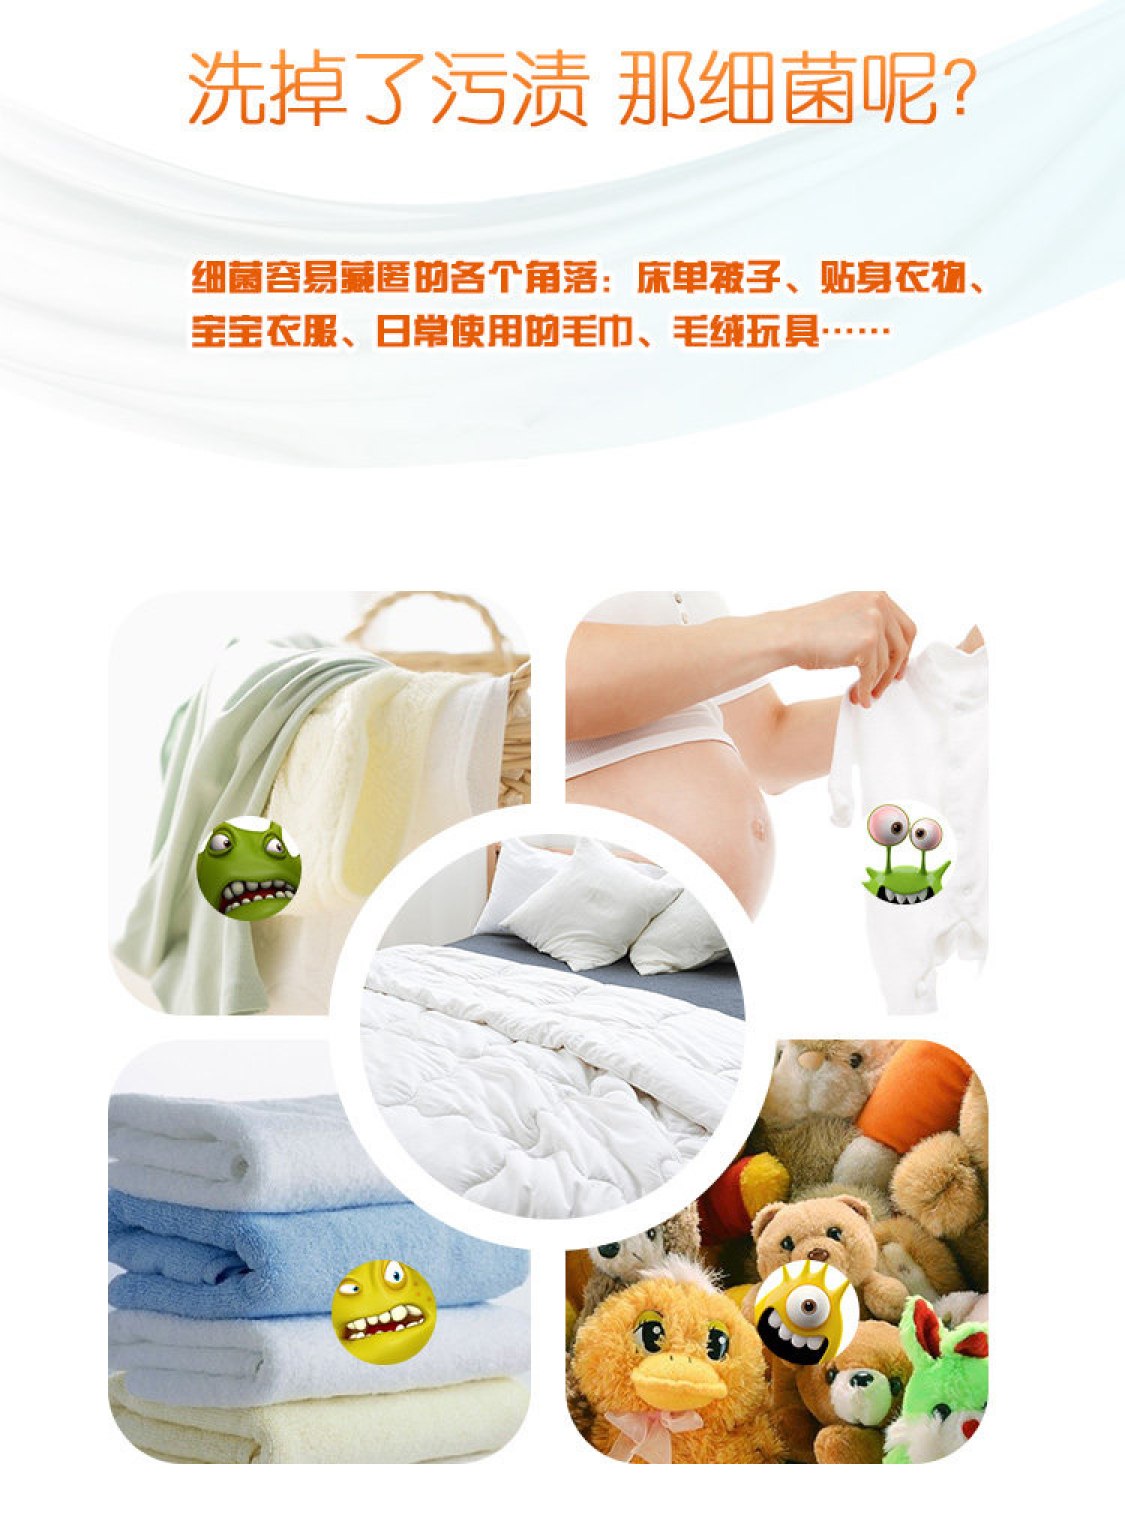 洗掉了污渍 那细菌呢?
细菌容易藏匿的各个角落：床单被子、贴身衣物、
宝宝衣服、日常使用的毛巾、毛绒玩具……